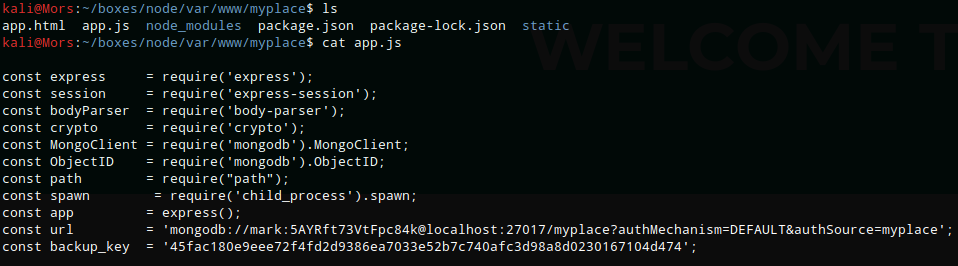 kali@Mors:~/boxes/node/var/www/myplace$ ls
app.html  app.js  node_modules  package.json  package-lock.json  static
kali@Mors:~/boxes/node/var/www/myplace$ cat app.js
WELCOME T
const express     = require('express');
const session     = require('express-session');
const bodyParser  = require('body-parser');
const crypto      = require('crypto');
const MongoClient = require('mongodb').MongoClient;
const ObjectID    = require('mongodb').ObjectID;
const path        = require("path");
const spawn        = require('child_process').spawn;
const app         = express();
const url         = 'mongodb://mark:5AYRft73VtFpc84k@localhost:27017/myplace?authMechanism=DEFAULT&authSource=myplace';
const backup_key  = '45fac180e9eee72f4fd2d9386ea7033e52b7c740afc3d98a8d0230167104d474';